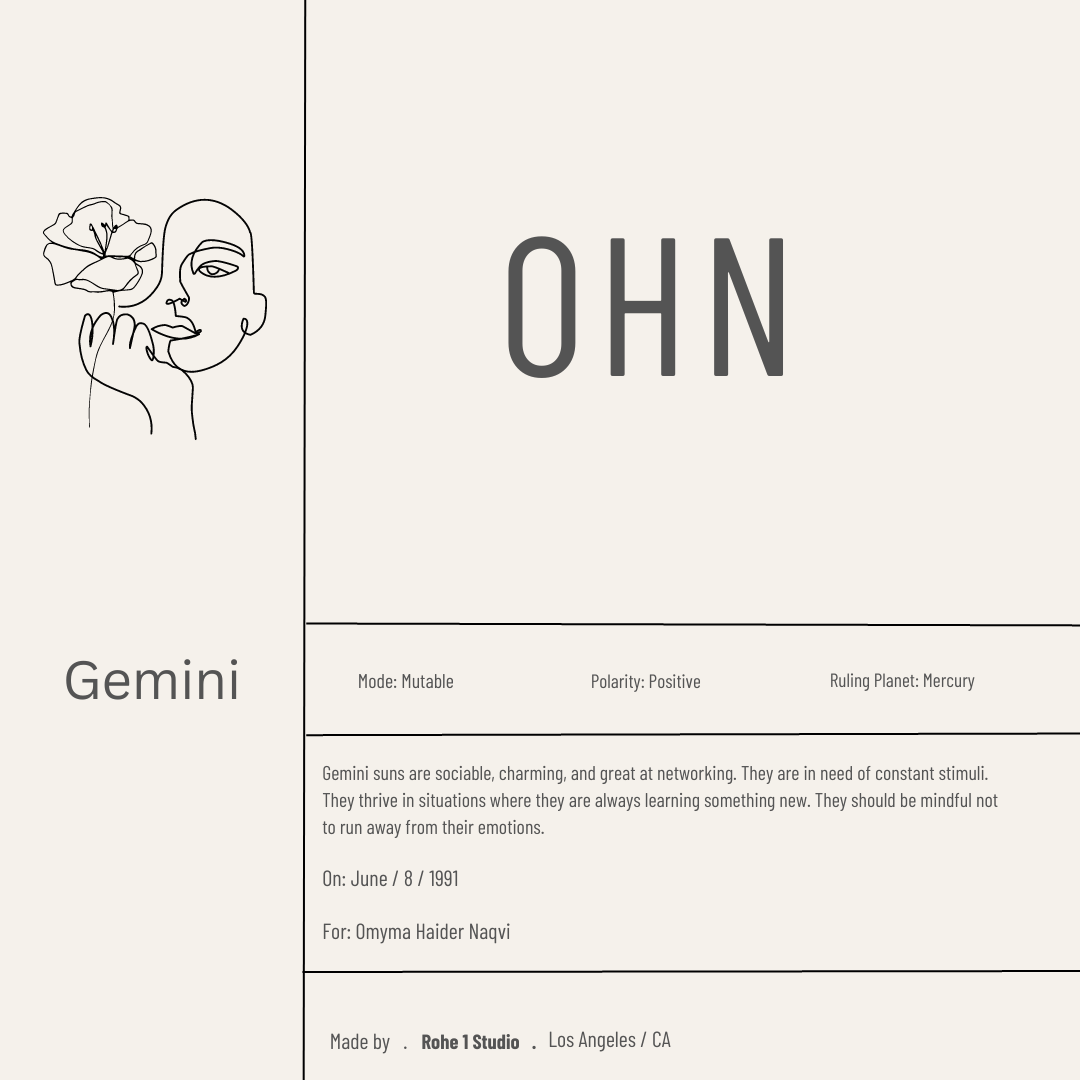 OHN
Gemini
Mode: Mutable
Polarity: Positive
Ruling Planet: Mercury
Gemini suns are sociable, charming, and great at networking. They are in need of constant stimuli.
They thrive in situations where they are always learning something new. They should be mindful not
to run away from their emotions.
On: June / 8 / 1991
For: Omyma Haider Naqvi
Made by . Rohe 1 Studio . Los Angeles / CA